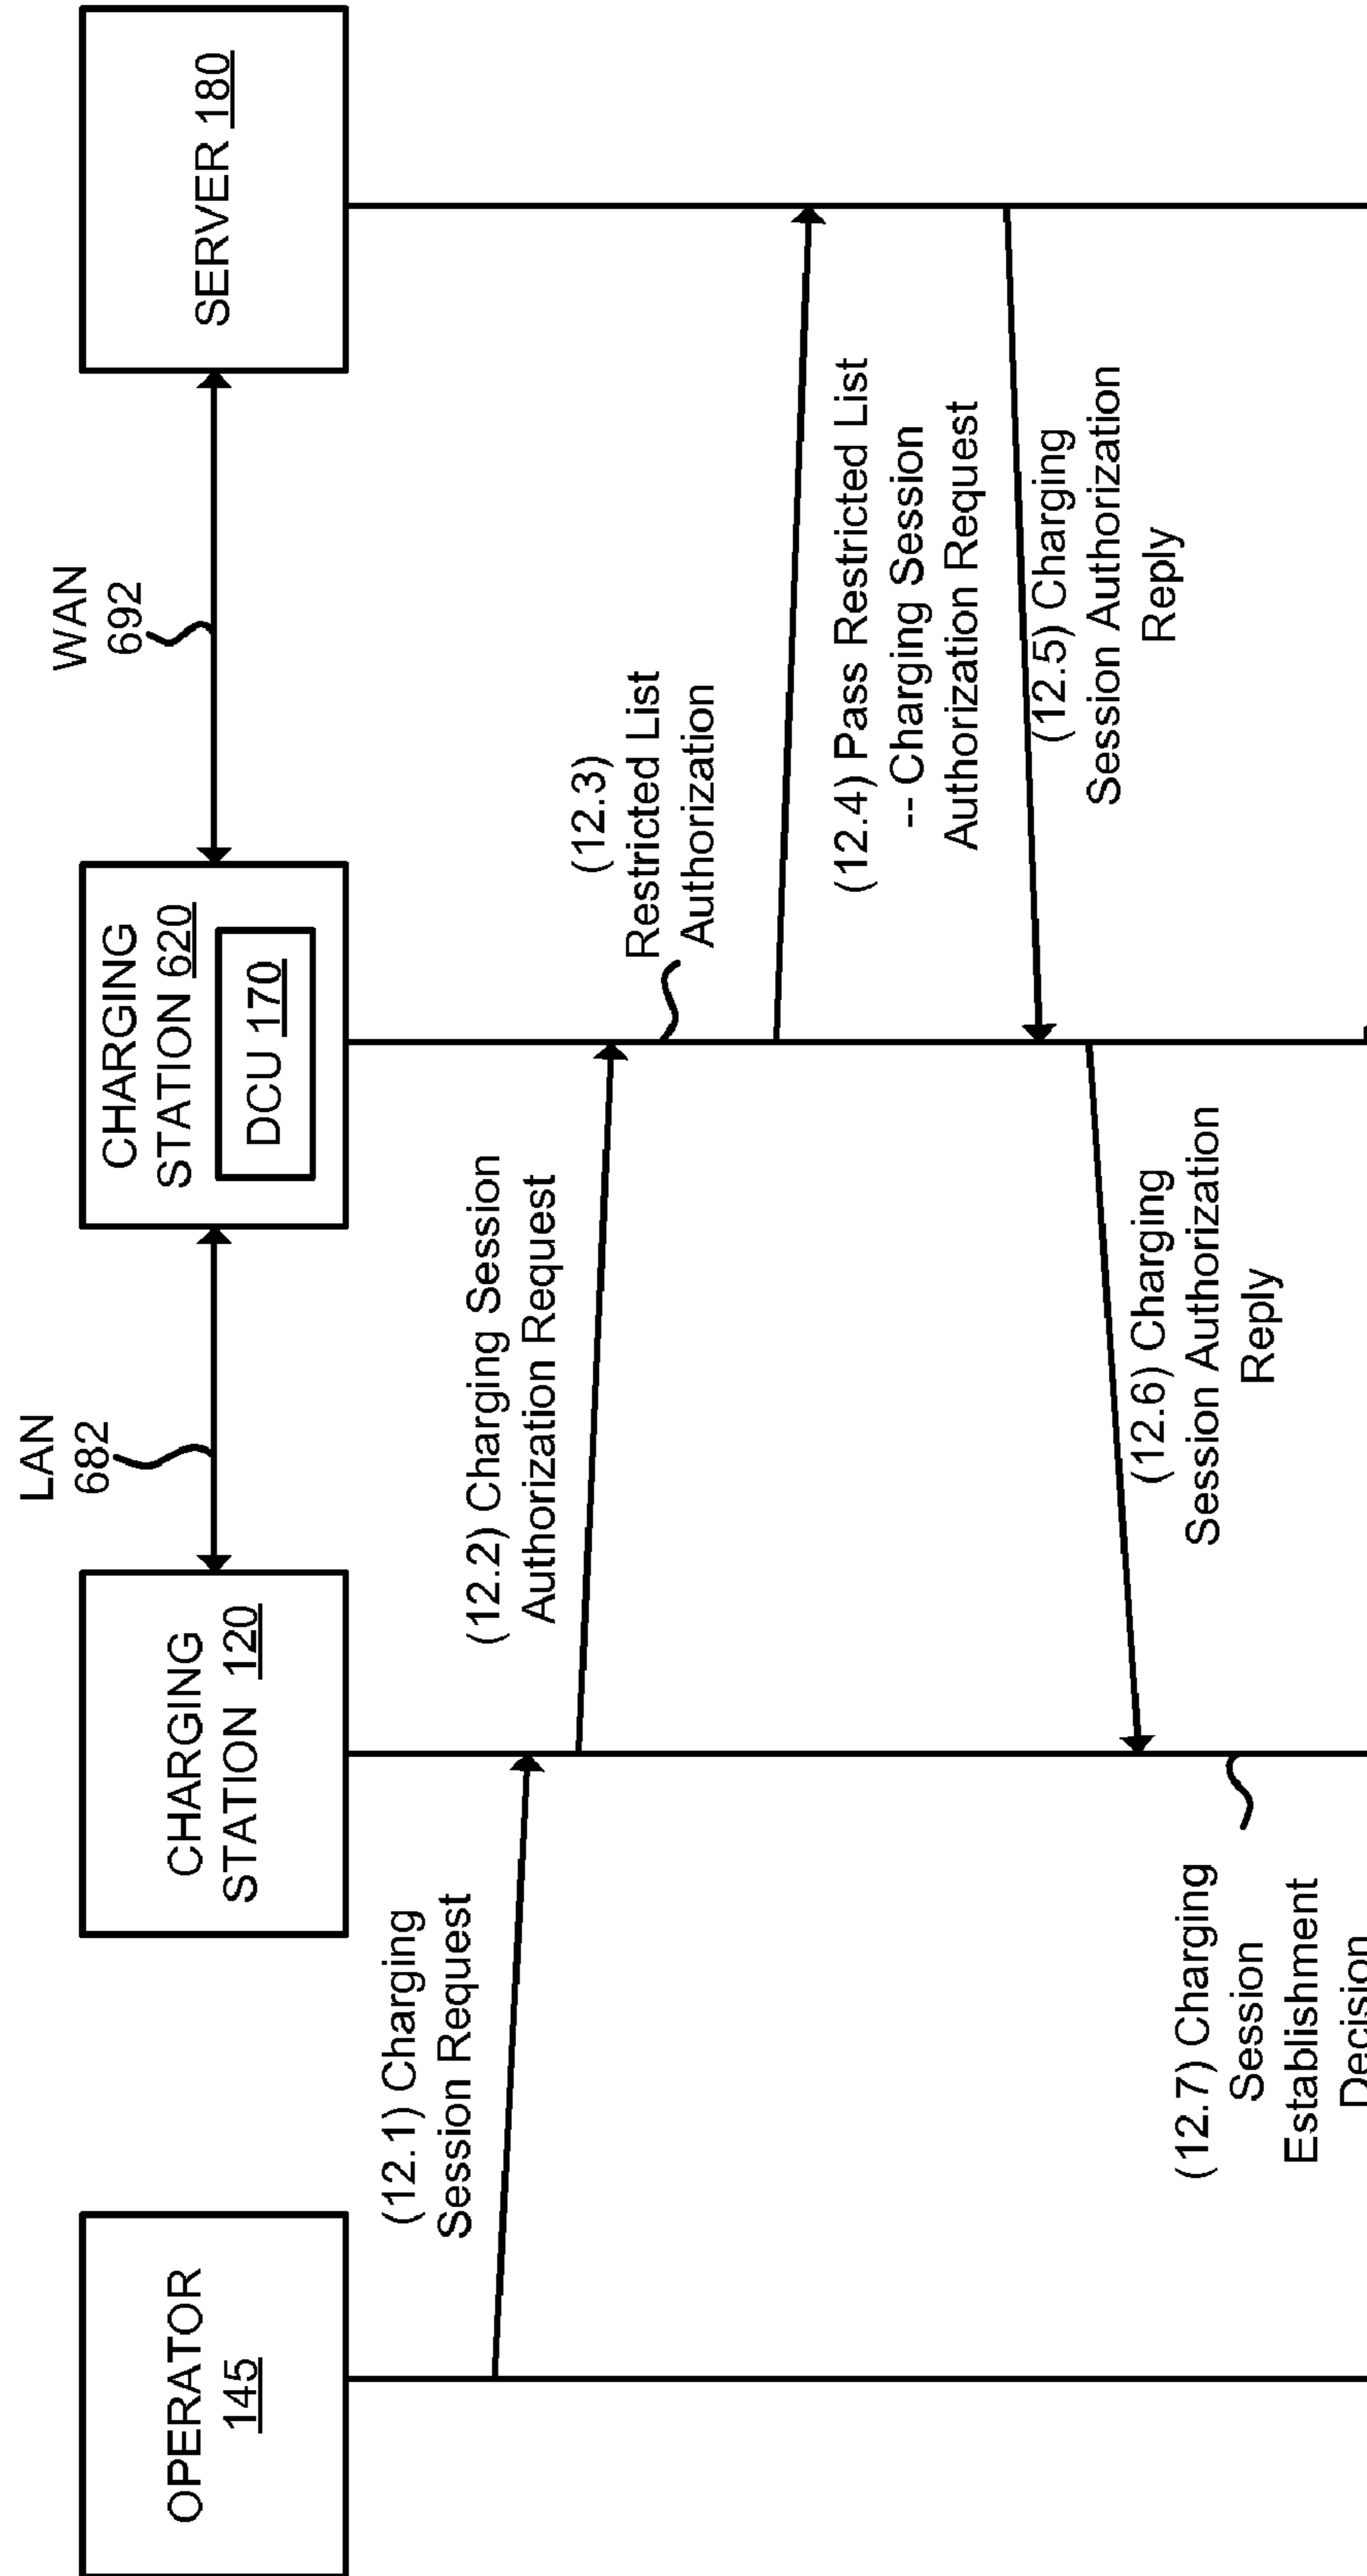 OPERATOR
145
CHARGING
STATION 120
LAN
682
CHARGING
STATION 620
DCU 170
WAN
692
SERVER 180
(12.1) Charging
Session Request
(12.2) Charging Session
Authorization Request
(12.3)
Restricted List
Authorization
(12.4) Pass Restricted List
-- Charging Session
Authorization Request
(12.5) Charging
Session Authorization
Reply
(12.6) Charging
Session Authorization
Reply
(12.7) Charging
Session
Establishment
Decision